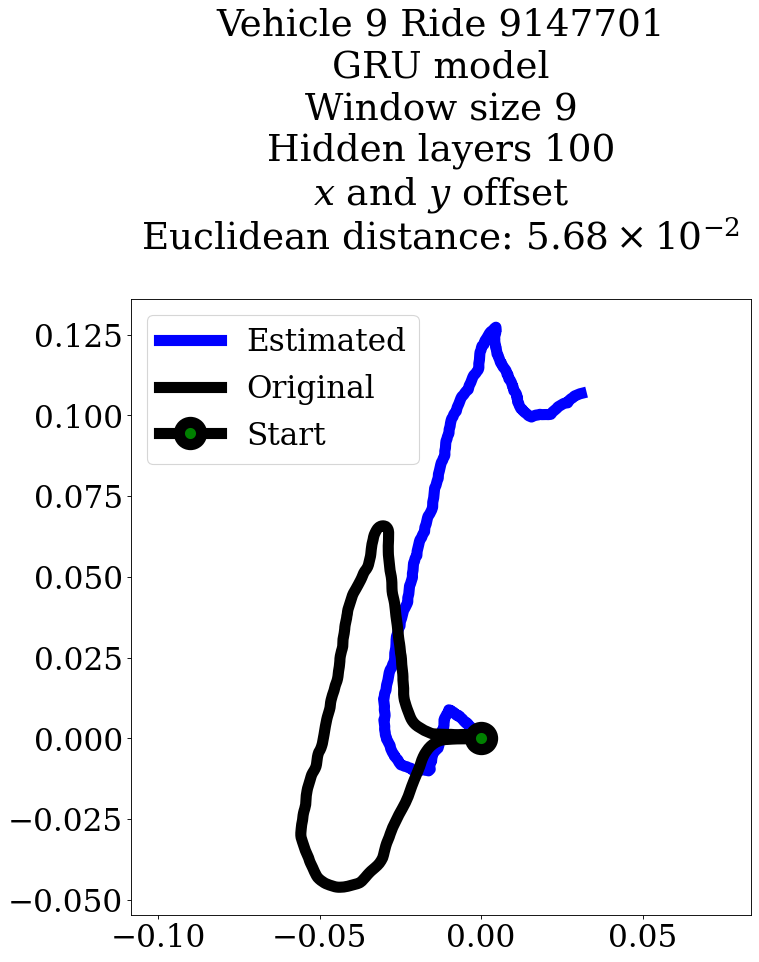 Vehicle 9 Ride 9147701
GRU model
Window size 9
Hidden layers 100
x and y offset
Euclidean distance: 5.68 × 10⁻²
Estimated
Original
Start
0.125
0.100
0.075
0.050
0.025
0.000
−0.025
−0.050
−0.10 −0.05 0.00 0.05